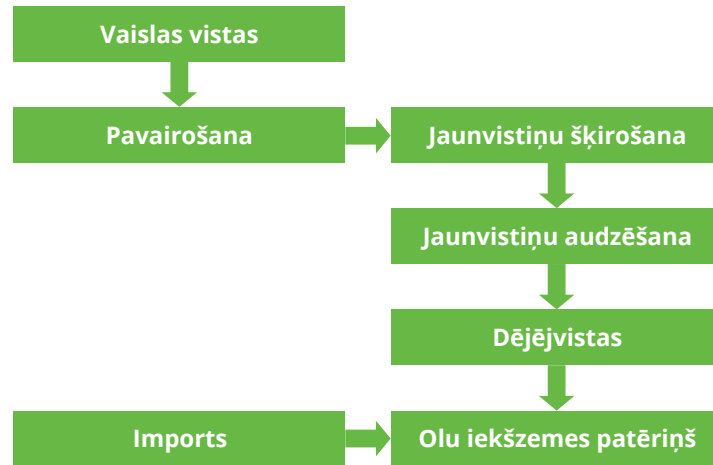 Vaislas vistas
Pavairošana
Jaunvistiņu šķirošana
Jaunvistiņu audzēšana
Dējējvistas
Imports
Olu iekšzemes patēriņš